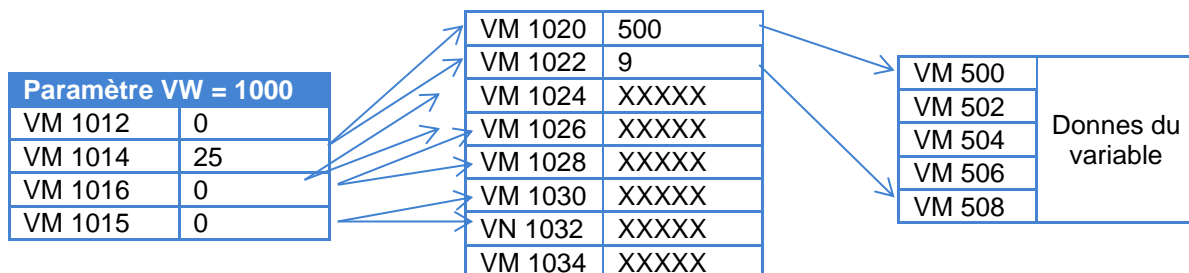 Paramètre VW = 1000
VM 1012 0
VM 1014 25
VM 1016 0
VM 1015 0
VM 1020 500
VM 1022 9
VM 1024 XXXXX
VM 1026 XXXXX
VM 1028 XXXXX
VM 1030 XXXXX
VN 1032 XXXXX
VM 1034 XXXXX
VM 500
VM 502
VM 504
VM 506
VM 508
Donnes du
variable